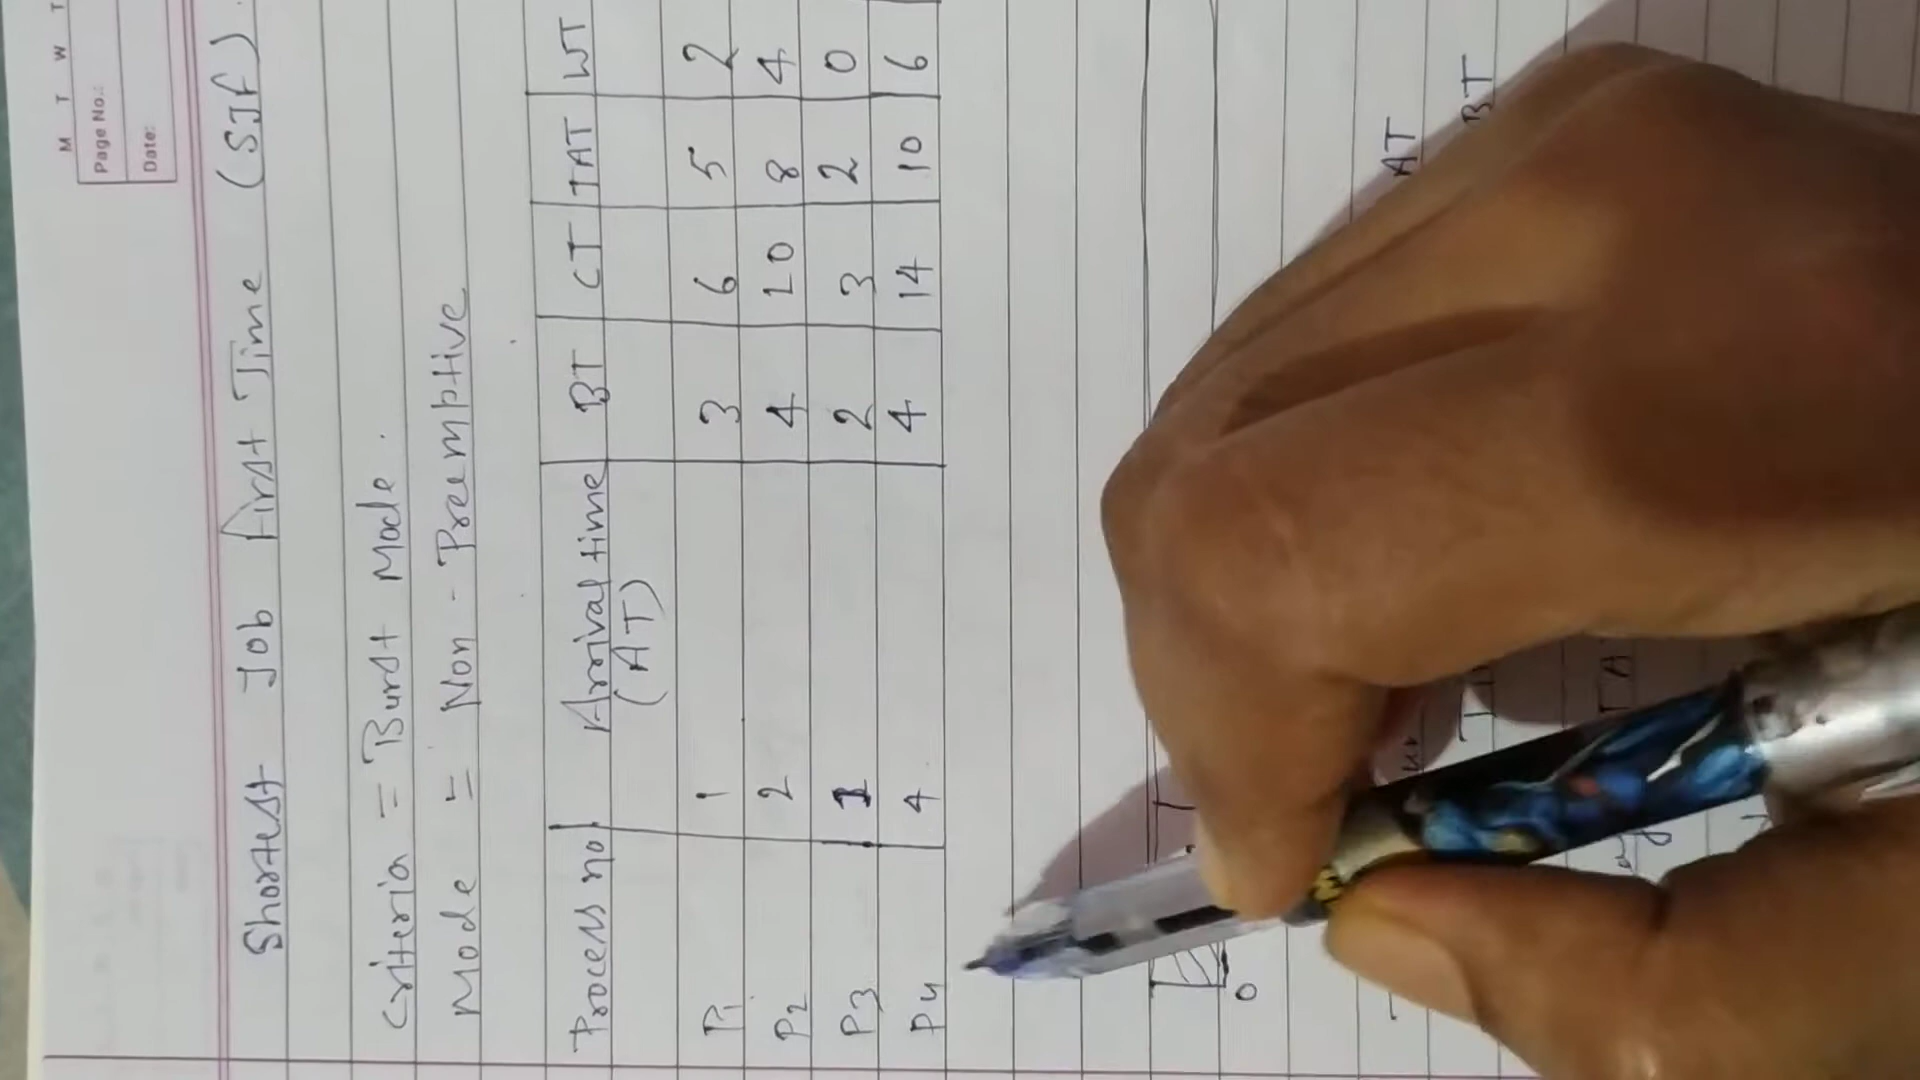 M T W T
Page No.:
Date:
Shortest Job First Time (SJF).
Criteria = Burst Mode.
Mode = Non-Preemptive
Process no Arrival time (AT) BT CT TAT WT
P1 1 3 6 5 2
P2 2 4 10 8 4
P3 1 2 3 2 0
P4 4 4 14 10 6
0
AT
BT
TA